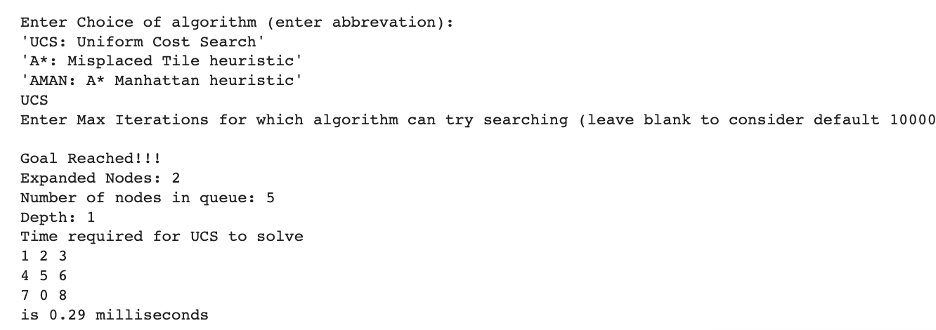 Enter Choice of algorithm (enter abbrevation):
'UCS: Uniform Cost Search'
'A*: Misplaced Tile heuristic'
'AMAN: A* Manhattan heuristic'
UCS
Enter Max Iterations for which algorithm can try searching (leave blank to consider default 10000
Goal Reached!!!
Expanded Nodes: 2
Number of nodes in queue: 5
Depth: 1
Time required for UCS to solve
1 2 3
4 5 6
7 0 8
is 0.29 milliseconds